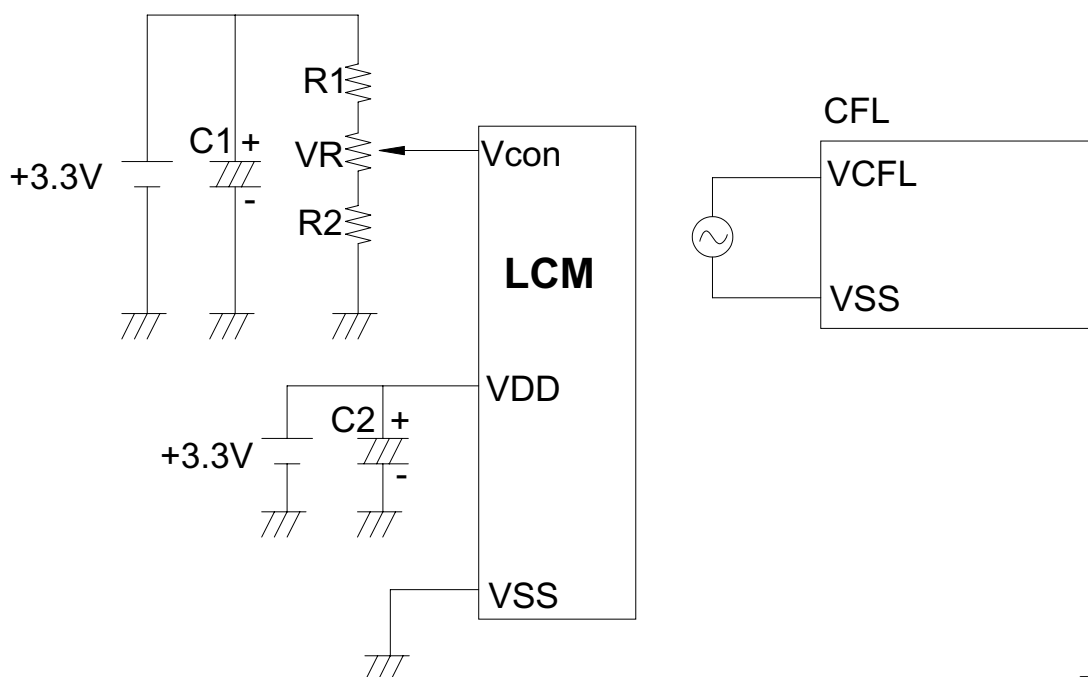 R1
C1 +
VR
Vcon
+3.3V
-
R2
LCM
CFL
VCFL
VSS
VDD
C2 +
+3.3V
-
VSS